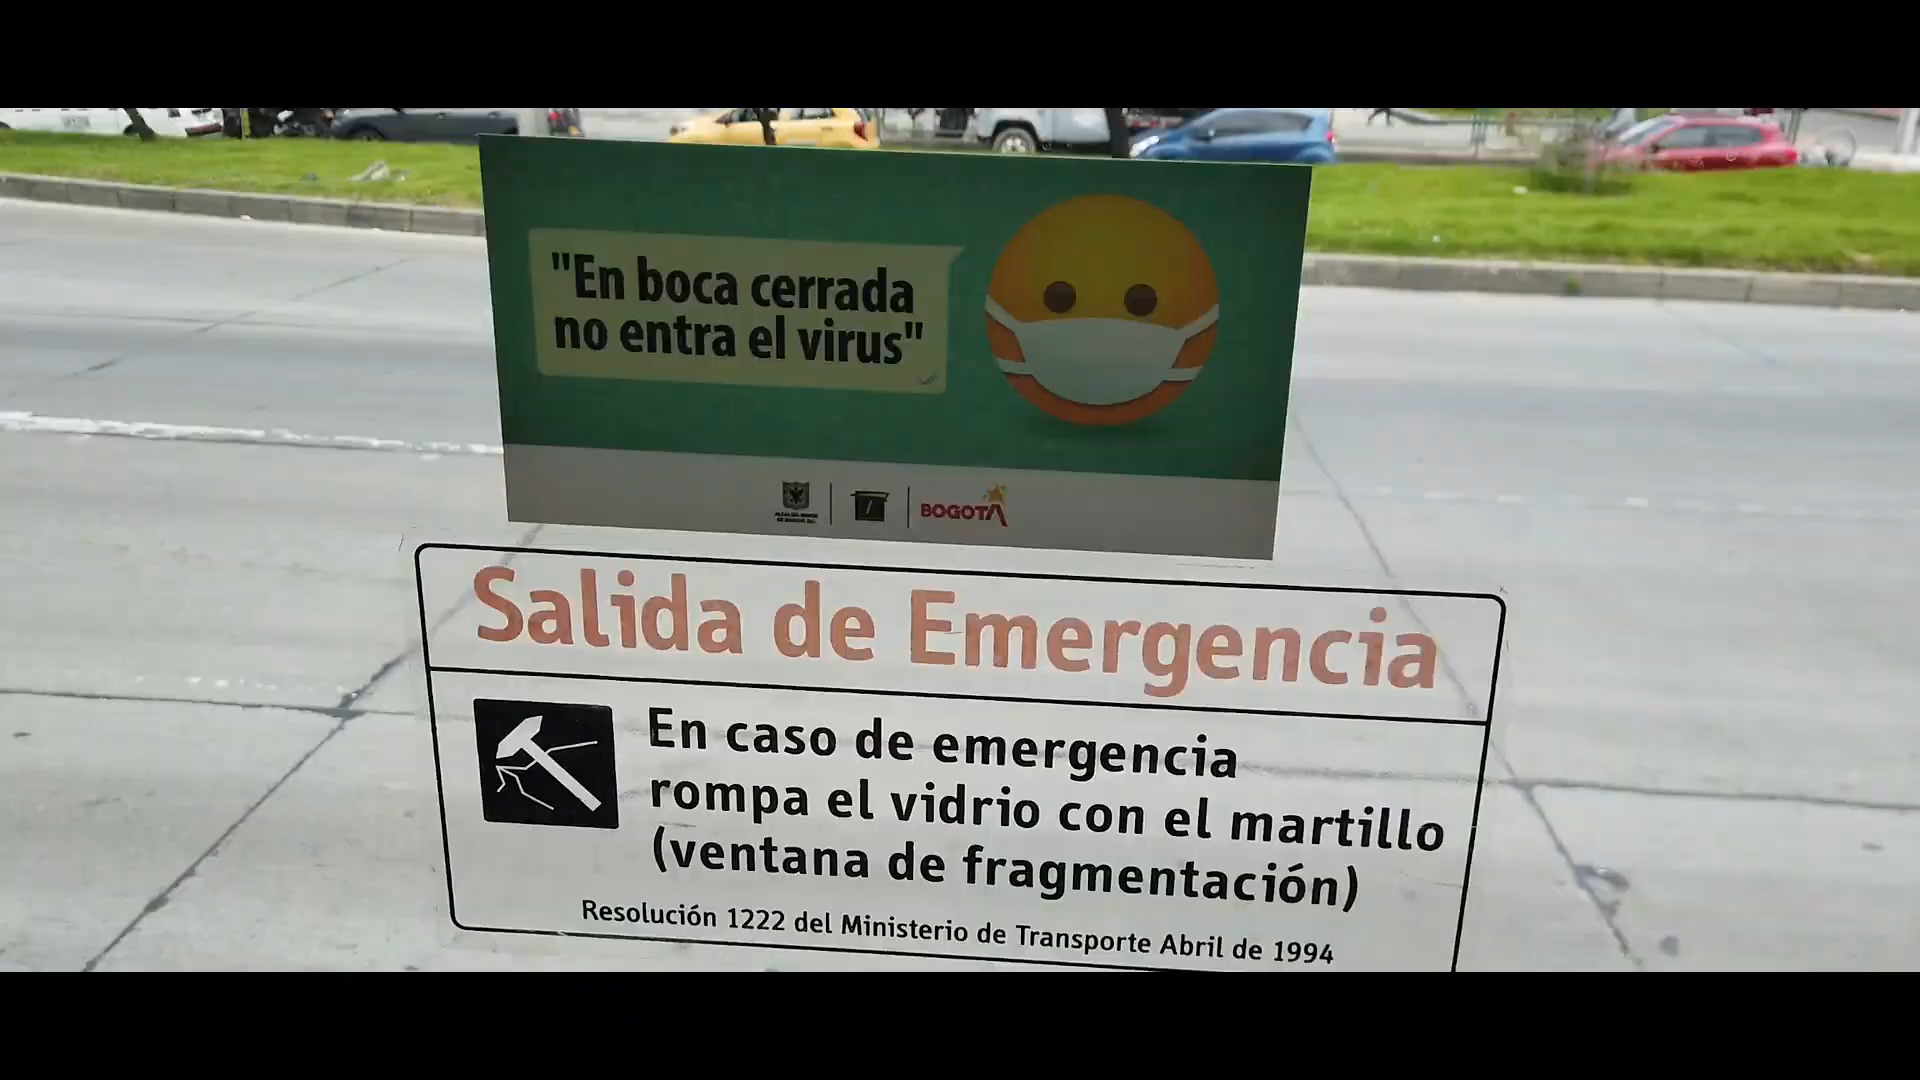 "En boca cerrada
no entra el virus"
BOGOTÁ
Salida de Emergencia
En caso de emergencia
rompa el vidrio con el martillo
(ventana de fragmentación)
Resolución 1222 del Ministerio de Transporte Abril de 1994